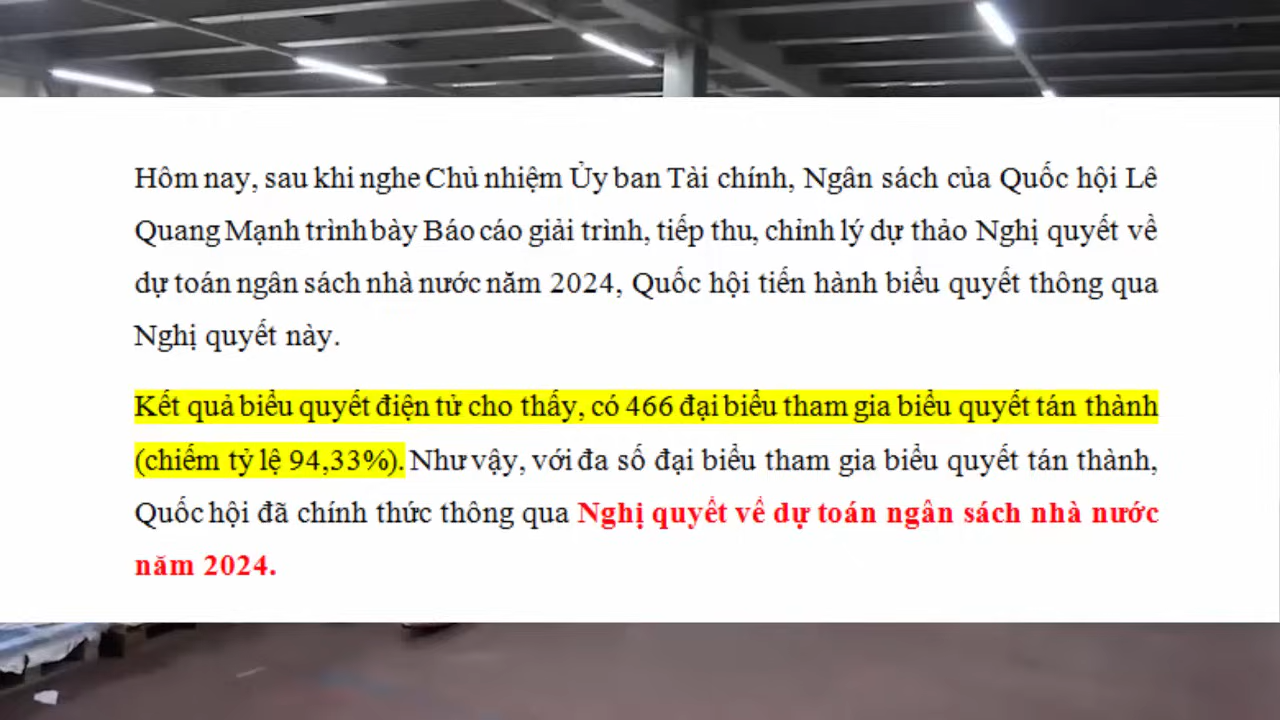 Hôm nay, sau khi nghe Chủ nhiệm Ủy ban Tài chính, Ngân sách của Quốc hội Lê
Quang Mạnh trình bày Báo cáo giải trình, tiếp thu, chỉnh lý dự thảo Nghị quyết về
dự toán ngân sách nhà nước năm 2024, Quốc hội tiến hành biểu quyết thông qua
Nghị quyết này.
Kết quả biểu quyết điện tử cho thấy, có 466 đại biểu tham gia biểu quyết tán thành
(chiếm tỷ lệ 94,33%). Như vậy, với đa số đại biểu tham gia biểu quyết tán thành,
Quốc hội đã chính thức thông qua Nghị quyết về dự toán ngân sách nhà nước
năm 2024.